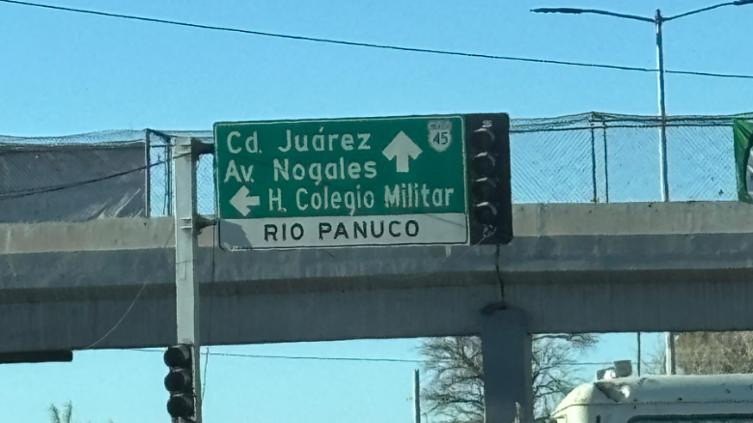 Cd. Juárez
45
Av. Nogales
H. Colegio Militar
RIO PANUCO